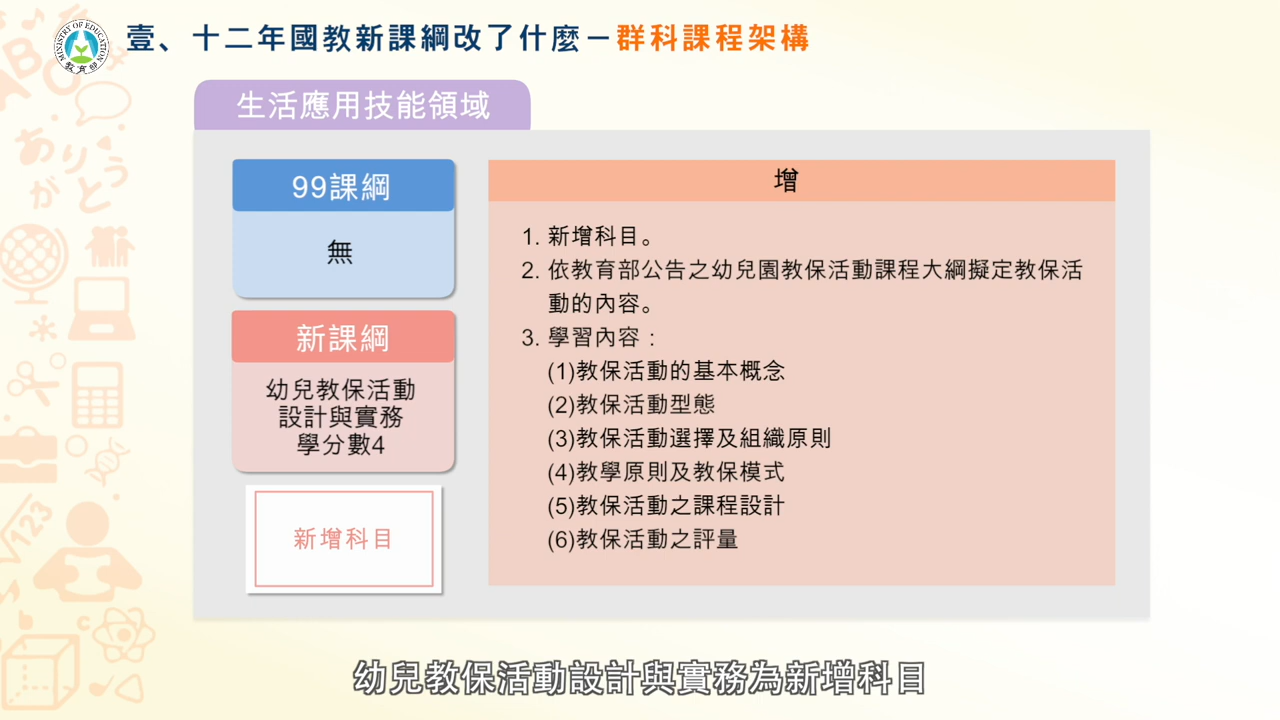 MINISTRY OF EDUCATION
教育部
壹、十二年國教新課綱改了什麼－群科課程架構
生活應用技能領域
99課綱
無
新課綱
幼兒教保活動
設計與實務
學分數4
新增科目
增
1. 新增科目。
2. 依教育部公告之幼兒園教保活動課程大綱擬定教保活
動的內容。
3. 學習內容：
(1)教保活動的基本概念
(2)教保活動型態
(3)教保活動選擇及組織原則
(4)教學原則及教保模式
(5)教保活動之課程設計
(6)教保活動之評量
幼兒教保活動設計與實務為新增科目